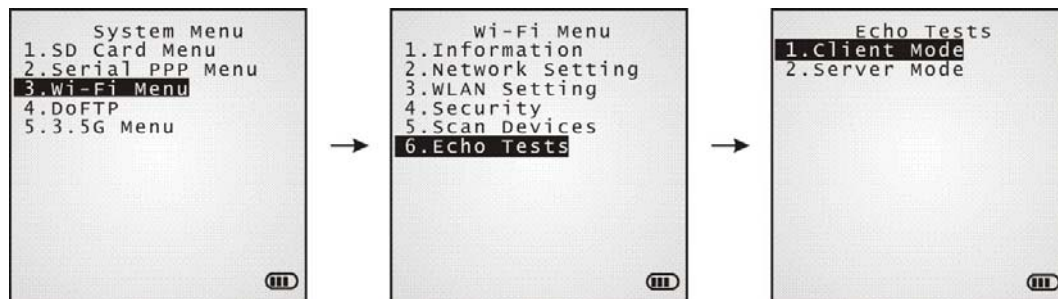 System Menu
1.SD Card Menu
2.Serial PPP Menu
3.Wi-Fi Menu
4.DoFTP
5.3.5G Menu
Wi-Fi Menu
1.Information
2.Network Setting
3.WLAN Setting
4.Security
5.Scan Devices
6.Echo Tests
Echo Tests
1.Client Mode
2.Server Mode